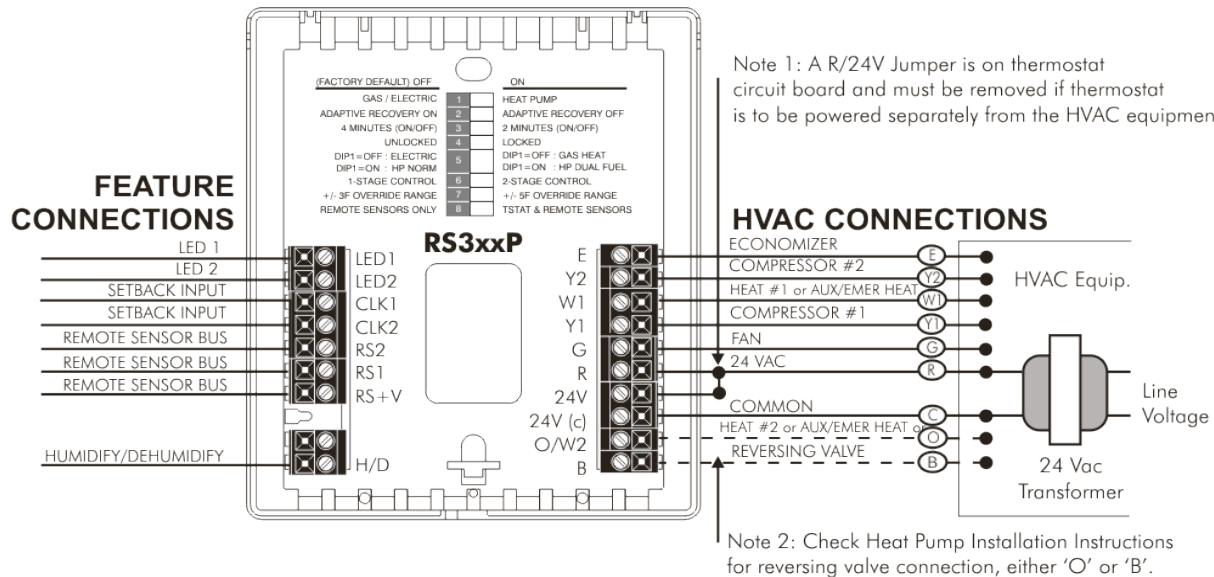 Note 1: A R/24V Jumper is on thermostat
circuit board and must be removed if thermostat
is to be powered separately from the HVAC equipmen
(FACTORY DEFAULT) OFF ON
GAS / ELECTRIC 1 HEAT PUMP
ADAPTIVE RECOVERY ON 2 ADAPTIVE RECOVERY OFF
4 MINUTES (ON/OFF) 3 2 MINUTES (ON/OFF)
UNLOCKED 4 LOCKED
DIP1=OFF : ELECTRIC 5 DIP1=OFF : GAS HEAT
DIP1=ON : HP NORM DIP1=ON : HP DUAL FUEL
1-STAGE CONTROL 6 2-STAGE CONTROL
+/- 3F OVERRIDE RANGE 7 +/- 5F OVERRIDE RANGE
REMOTE SENSORS ONLY 8 TSTAT & REMOTE SENSORS
FEATURE
CONNECTIONS
LED 1
LED 2
SETBACK INPUT
SETBACK INPUT
REMOTE SENSOR BUS
REMOTE SENSOR BUS
REMOTE SENSOR BUS
HUMIDIFY/DEHUMIDIFY
RS3xxP
LED1
LED2
CLK1
CLK2
RS2
RS1
RS+V
H/D
E
Y2
W1
Y1
G
R
24V
24V (c)
O/W2
B
HVAC CONNECTIONS
ECONOMIZER E
COMPRESSOR #2 Y2
HEAT #1 or AUX/EMER HEAT W1
COMPRESSOR #1 Y1
FAN G
24 VAC R
COMMON C
HEAT #2 or AUX/EMER HEAT or O
REVERSING VALVE B
HVAC Equip.
Line
Voltage
24 Vac
Transformer
Note 2: Check Heat Pump Installation Instructions
for reversing valve connection, either ‘O’ or ‘B’.